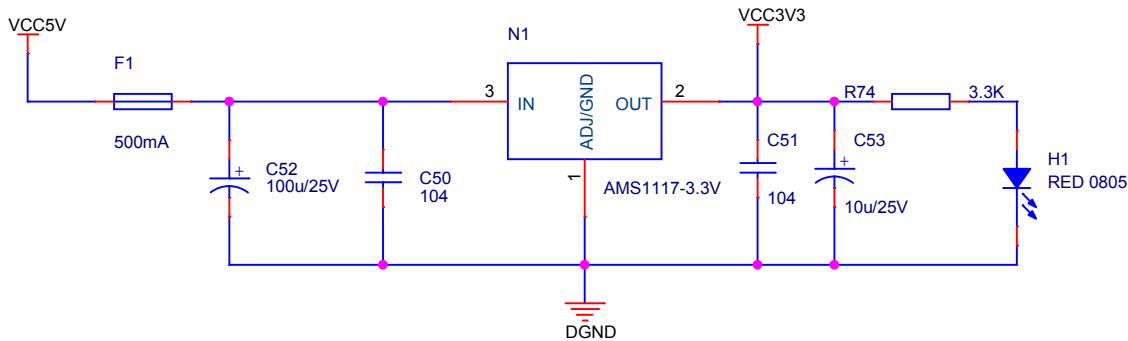 VCC5V
F1
500mA
C52
100u/25V
+
C50
104
N1
3
IN
ADJ/GND
OUT
2
1
AMS1117-3.3V
VCC3V3
R74
3.3K
C51
104
C53
+
10u/25V
H1
RED 0805
DGND